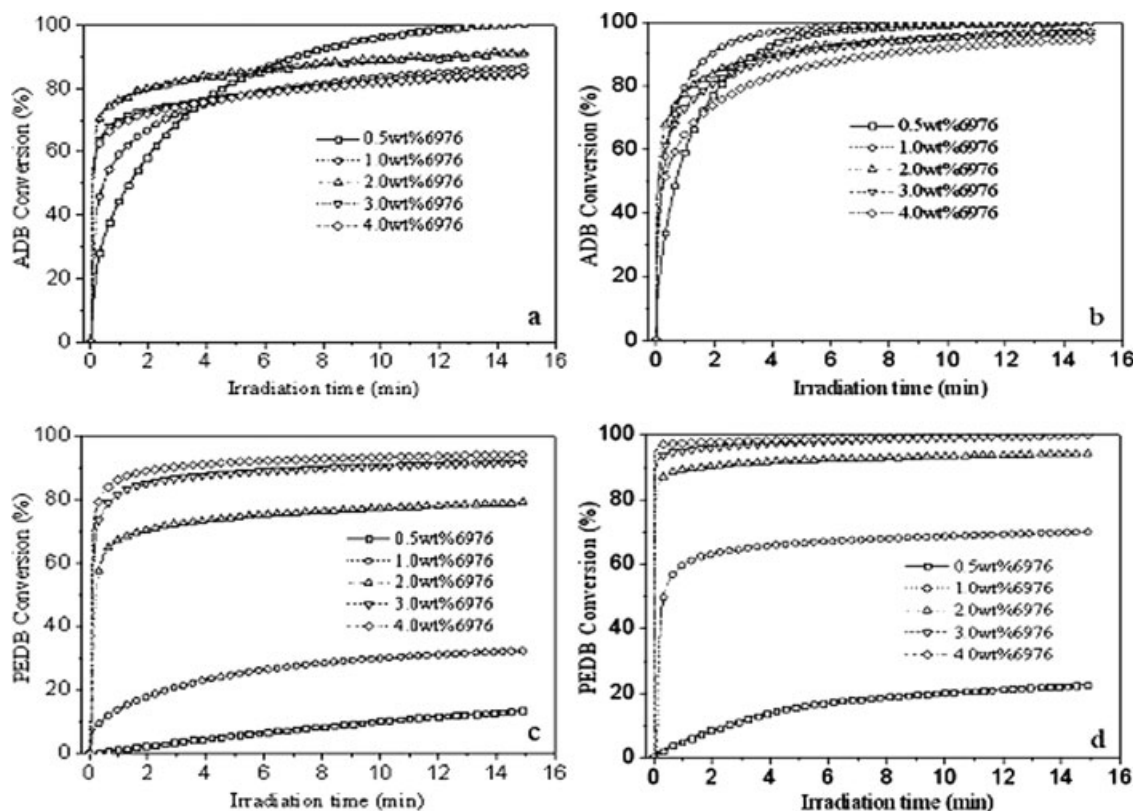 100
80
60
40
20
0
ADB Conversion (%)
0.5wt%6976
1.0wt%6976
2.0wt%6976
3.0wt%6976
4.0wt%6976
a
0 2 4 6 8 10 12 14 16
Irradiation time (min)
100
80
60
40
20
0
ADB Conversion (%)
0.5wt%6976
1.0wt%6976
2.0wt%6976
3.0wt%6976
4.0wt%6976
b
0 2 4 6 8 10 12 14 16
Irradiation time (min)
100
80
60
40
20
0
PEDB Conversion (%)
0.5wt%6976
1.0wt%6976
2.0wt%6976
3.0wt%6976
4.0wt%6976
c
0 2 4 6 8 10 12 14 16
Irradiation time (min)
100
80
60
40
20
0
PEDB Conversion (%)
0.5wt%6976
1.0wt%6976
2.0wt%6976
3.0wt%6976
4.0wt%6976
d
0 2 4 6 8 10 12 14 16
Irradiation time (min)